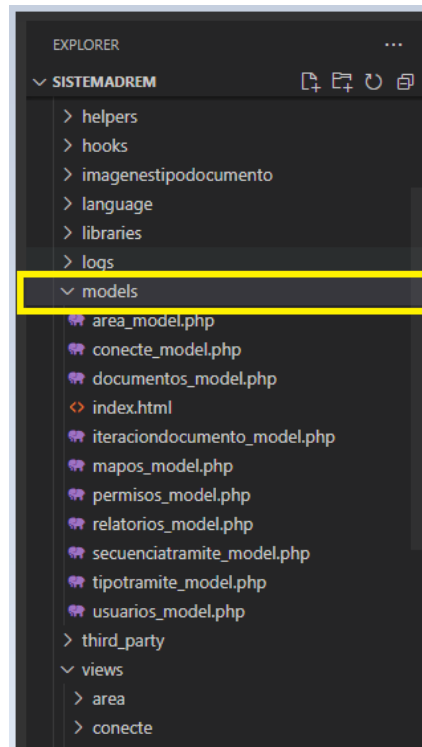 EXPLORER
SISTEMADREM
helpers
hooks
imagenestipodocumento
language
libraries
logs
models
area_model.php
conecte_model.php
documentos_model.php
index.html
iteraciondocumento_model.php
mapos_model.php
permisos_model.php
relatorios_model.php
secuenciatramite_model.php
tipotramite_model.php
usuarios_model.php
third_party
views
area
conecte